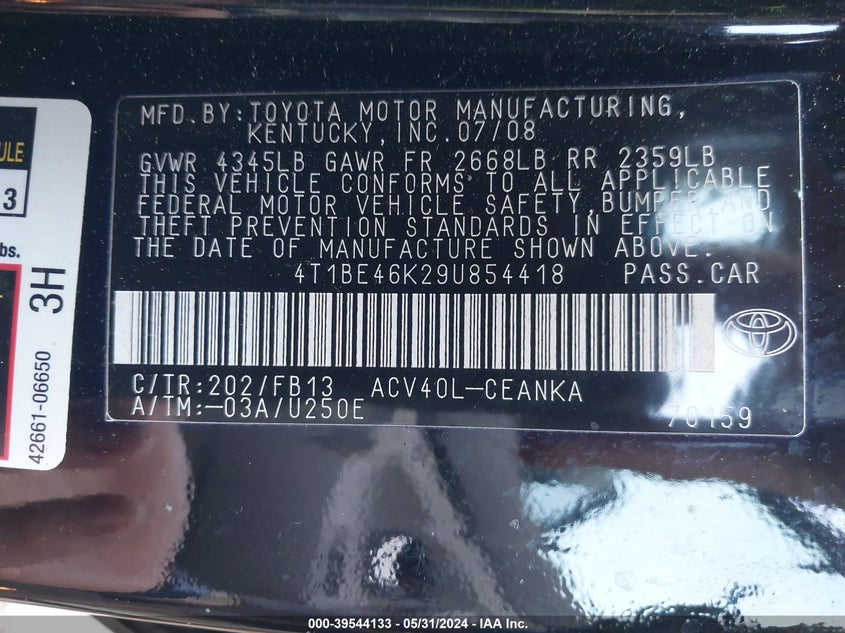 MFD.BY:TOYOTA MOTOR MANUFACTURING,
KENTUCKY,INC.07/08
GVWR 4345LB GAWR FR 2668LB RR 2359LB
THIS VEHICLE CONFORMS TO ALL APPLICABLE
FEDERAL MOTOR VEHICLE SAFETY,BUMPER,AND
THEFT PREVENTION STANDARDS IN EFFECT ON
THE DATE OF MANUFACTURE SHOWN ABOVE.
4T1BE46K29U854418 PASS.CAR
C/TR:202/FB13 ACV40L-CEANKA
A/TM:-03A/U250E 70159
3
lbs.
3H
42661-06650
000-39544133 - 05/31/2024 - IAA Inc.